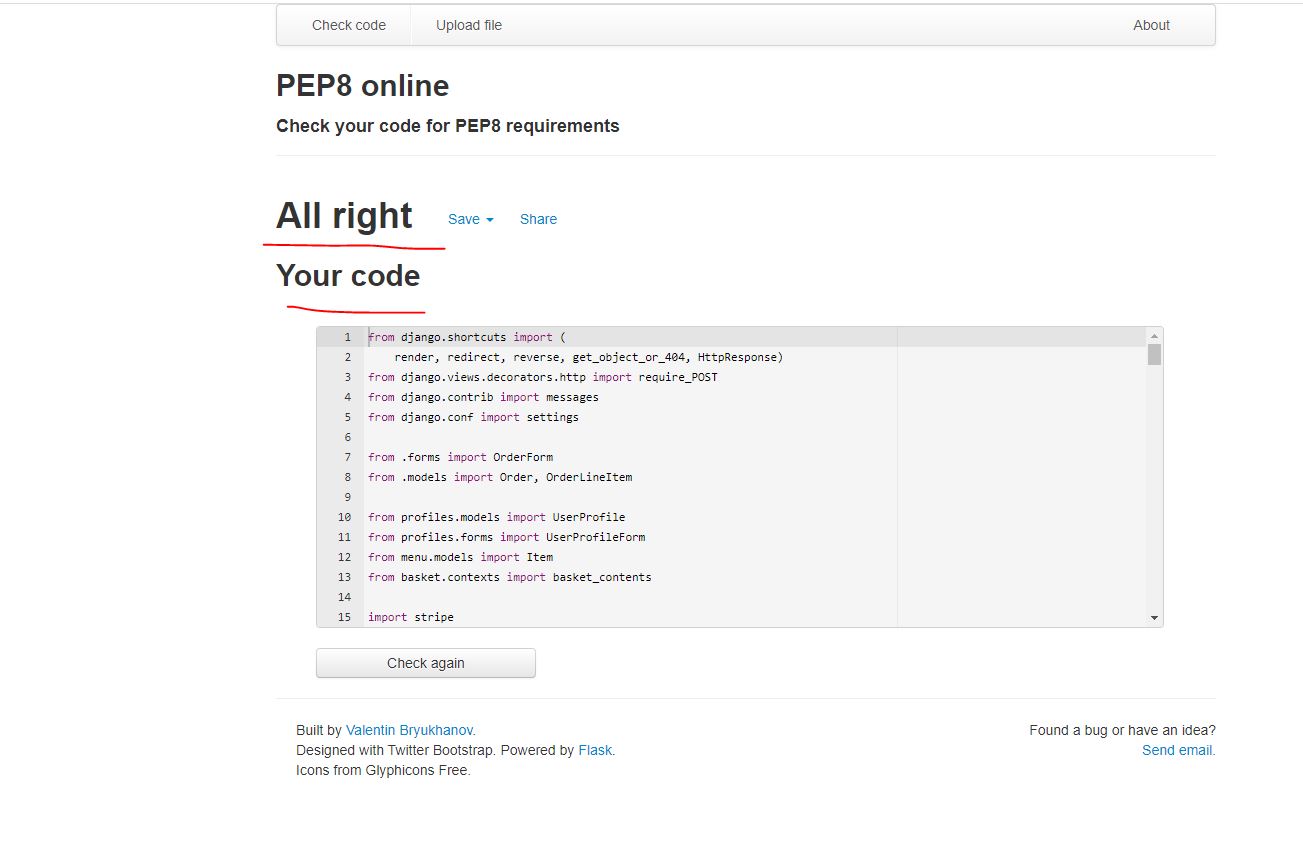 Check code Upload file About
PEP8 online
Check your code for PEP8 requirements
All right Save Share
Your code
1 from django.shortcuts import (
2     render, redirect, reverse, get_object_or_404, HttpResponse)
3 from django.views.decorators.http import require_POST
4 from django.contrib import messages
5 from django.conf import settings
6
7 from .forms import OrderForm
8 from .models import Order, OrderLineItem
9
10 from profiles.models import UserProfile
11 from profiles.forms import UserProfileForm
12 from menu.models import Item
13 from basket.contexts import basket_contents
14
15 import stripe
Check again
Built by Valentin Bryukhanov. Found a bug or have an idea?
Designed with Twitter Bootstrap. Powered by Flask. Send email.
Icons from Glyphicons Free.